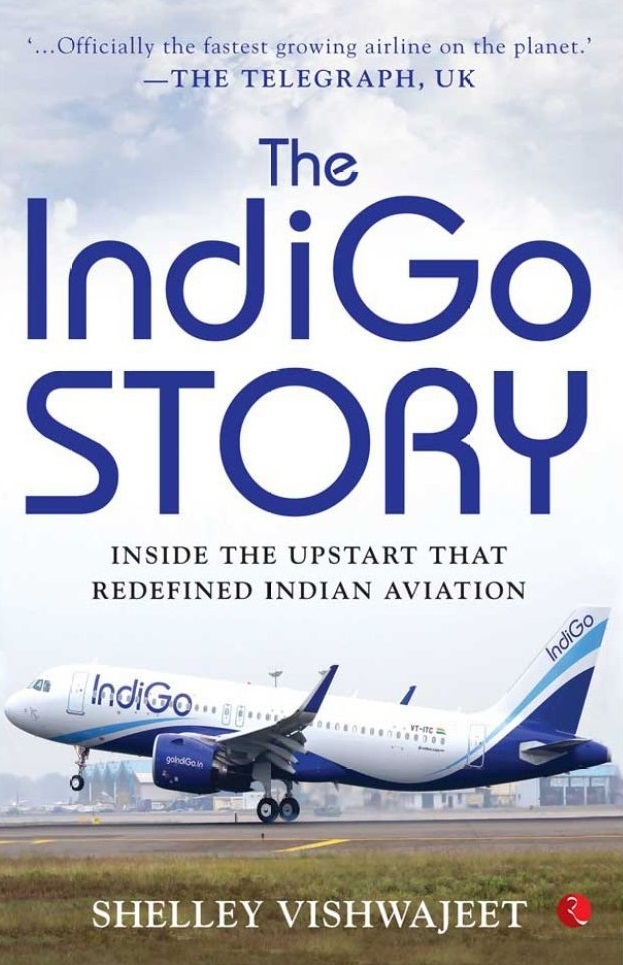 ‘...Officially the fastest growing airline on the planet.’
—THE TELEGRAPH, UK
The
IndiGo
STORY
INSIDE THE UPSTART THAT
REDEFINED INDIAN AVIATION
IndiGo
IndiGo
VT-ITC
goIndiGo.in
SHELLEY VISHWAJEET